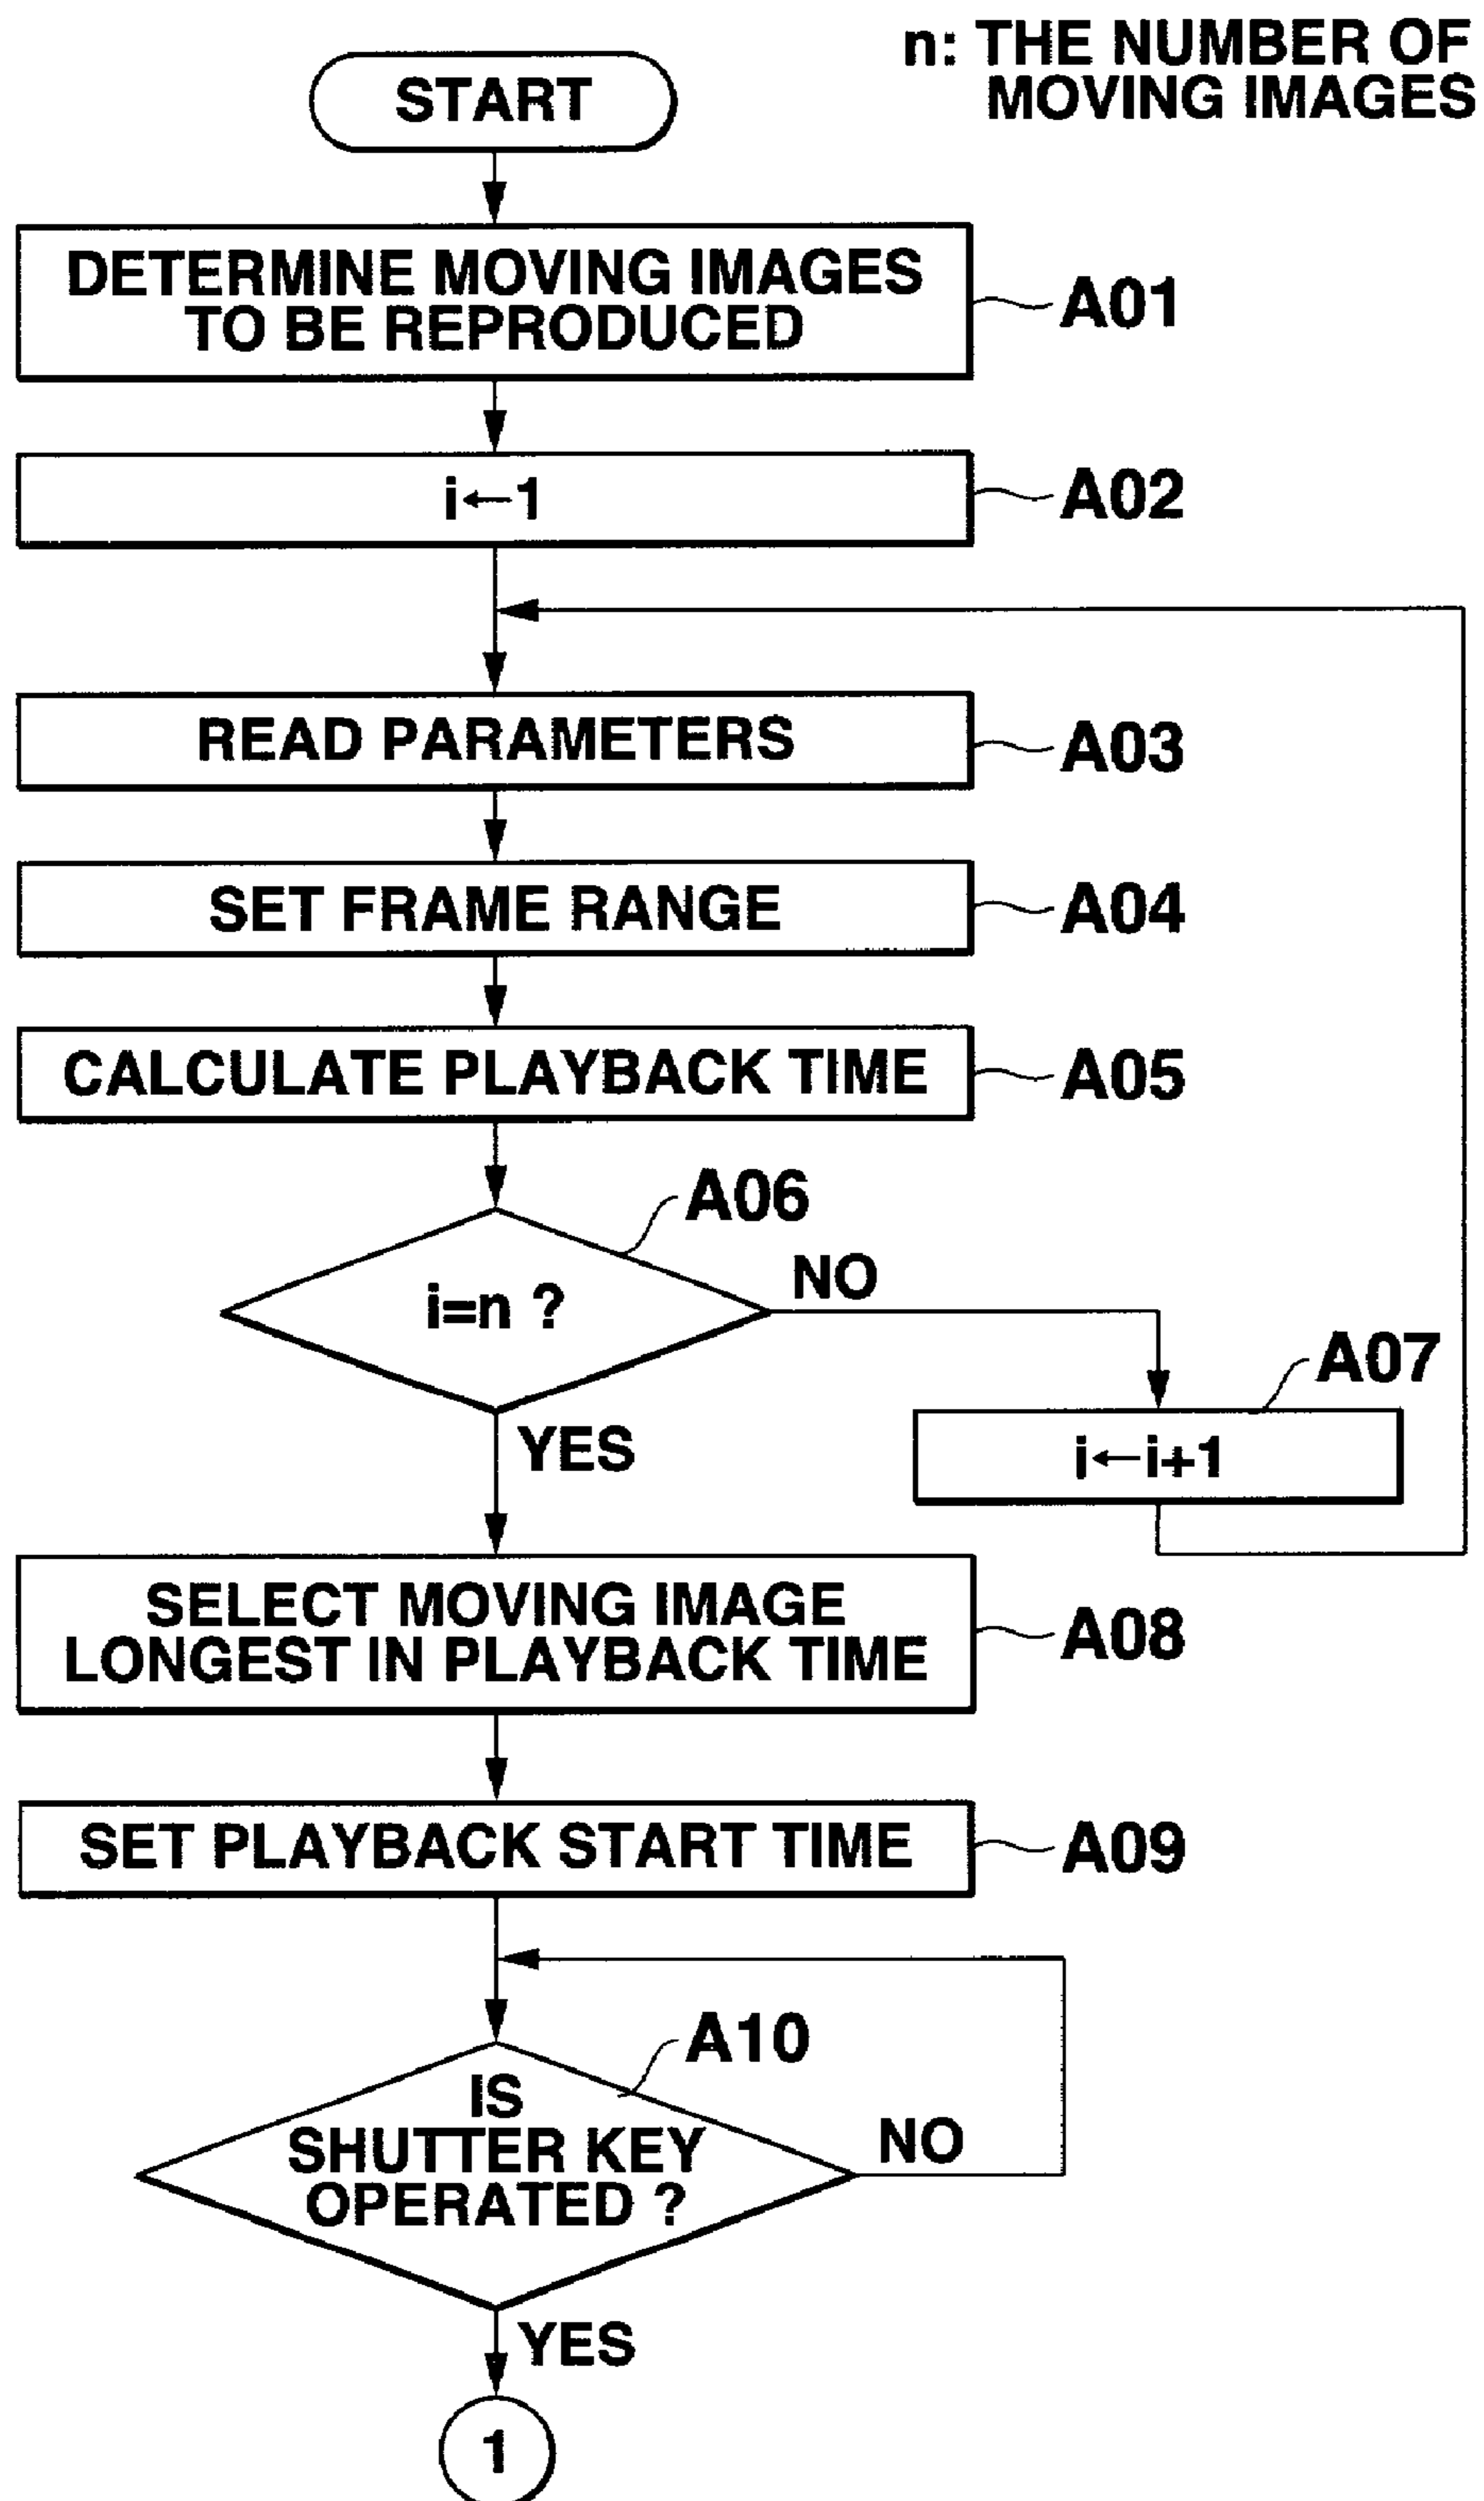 n: THE NUMBER OF
MOVING IMAGES
START
DETERMINE MOVING IMAGES
TO BE REPRODUCED
A01
i←1
A02
READ PARAMETERS
A03
SET FRAME RANGE
A04
CALCULATE PLAYBACK TIME
A05
A06
i=n ?
NO
A07
YES
i←i+1
SELECT MOVING IMAGE
LONGEST IN PLAYBACK TIME
A08
SET PLAYBACK START TIME
A09
A10
IS
SHUTTER KEY
OPERATED ?
NO
YES
1